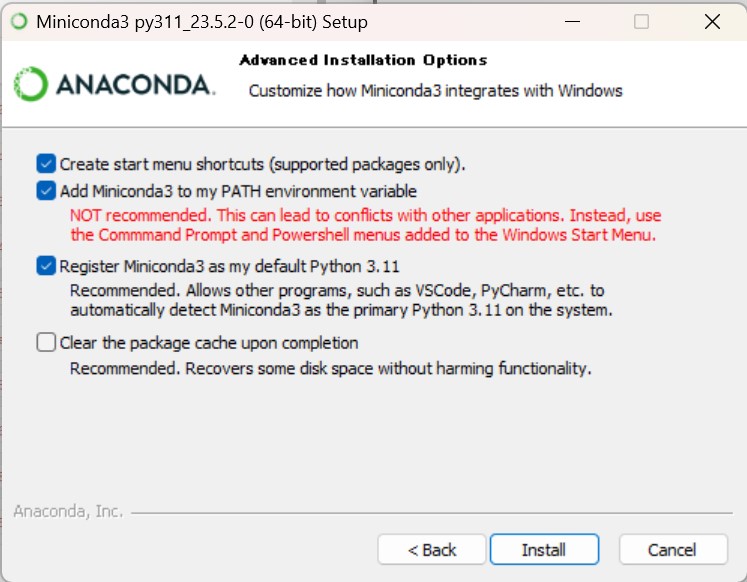 Miniconda3 py311_23.5.2-0 (64-bit) Setup
ANACONDA.
Advanced Installation Options
Customize how Miniconda3 integrates with Windows
Create start menu shortcuts (supported packages only).
Add Miniconda3 to my PATH environment variable
NOT recommended. This can lead to conflicts with other applications. Instead, use
the Commmand Prompt and Powershell menus added to the Windows Start Menu.
Register Miniconda3 as my default Python 3.11
Recommended. Allows other programs, such as VSCode, PyCharm, etc. to
automatically detect Miniconda3 as the primary Python 3.11 on the system.
Clear the package cache upon completion
Recommended. Recovers some disk space without harming functionality.
Anaconda, Inc.
< Back
Install
Cancel